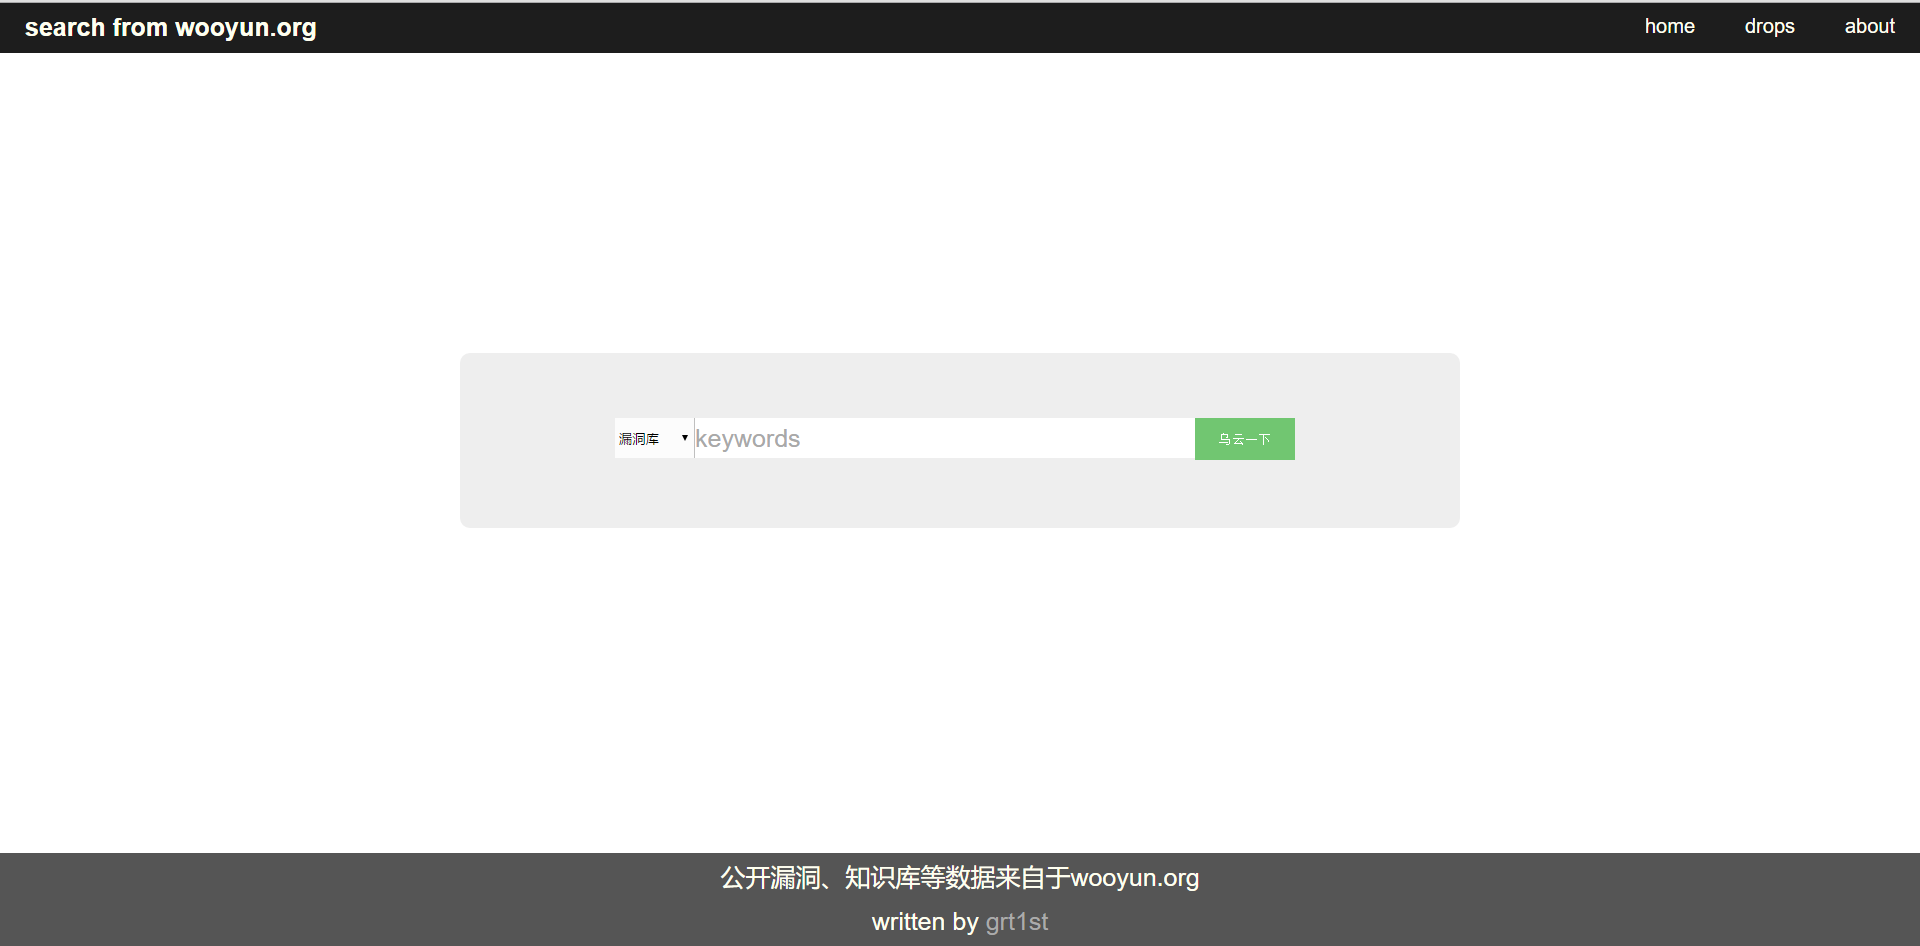 search from wooyun.org
home drops about
漏洞库 keywords 乌云一下
公开漏洞、知识库等数据来自于wooyun.org
written by grt1st